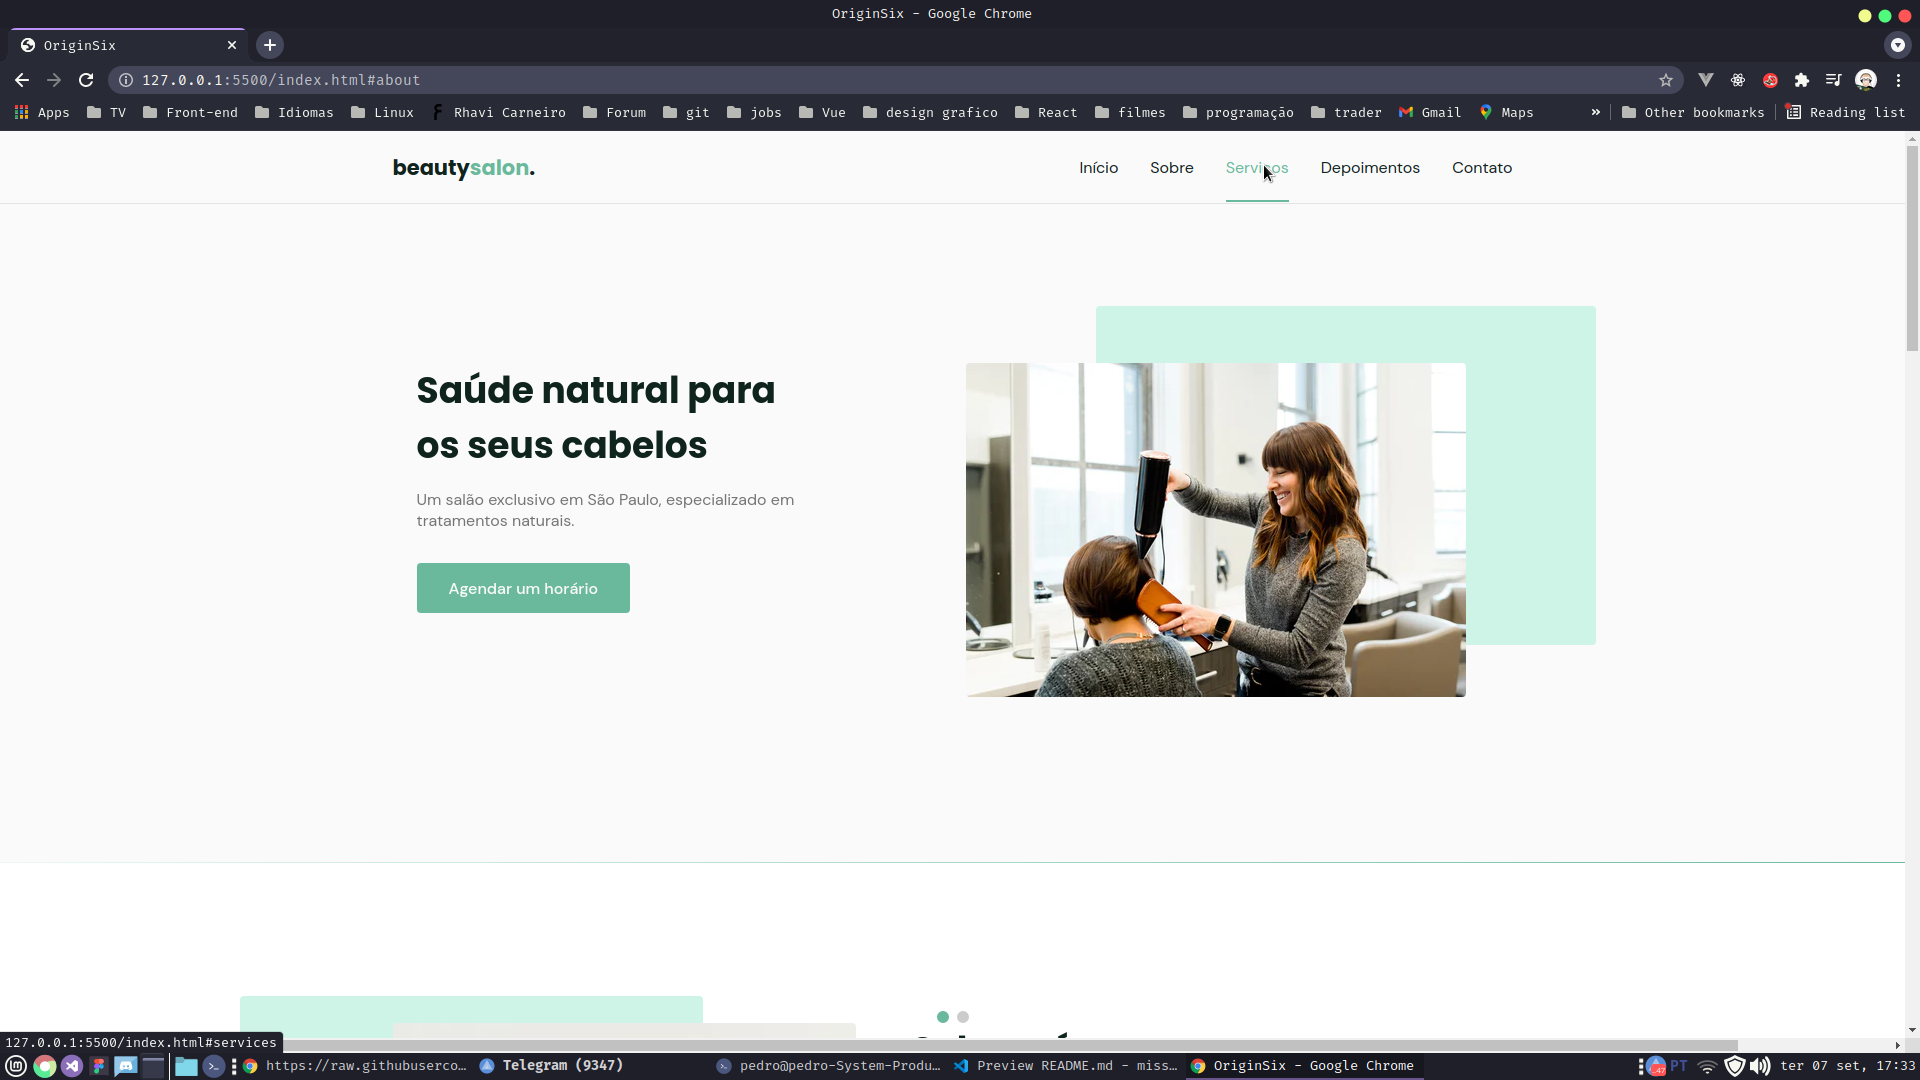 OriginSix - Google Chrome
OriginSix
127.0.0.1:5500/index.html#about
Apps TV Front-end Idiomas Linux Rhavi Carneiro Forum git jobs Vue design grafico React filmes programação trader Gmail Maps » Other bookmarks Reading list
beautysalon. Início Sobre Serviços Depoimentos Contato
Saúde natural para
os seus cabelos
Um salão exclusivo em São Paulo, especializado em
tratamentos naturais.
Agendar um horário
127.0.0.1:5500/index.html#services
https://raw.githubuserco... Telegram (9347) pedro@pedro-System-Produ... Preview README.md - miss... OriginSix - Google Chrome PT ter 07 set, 17:33